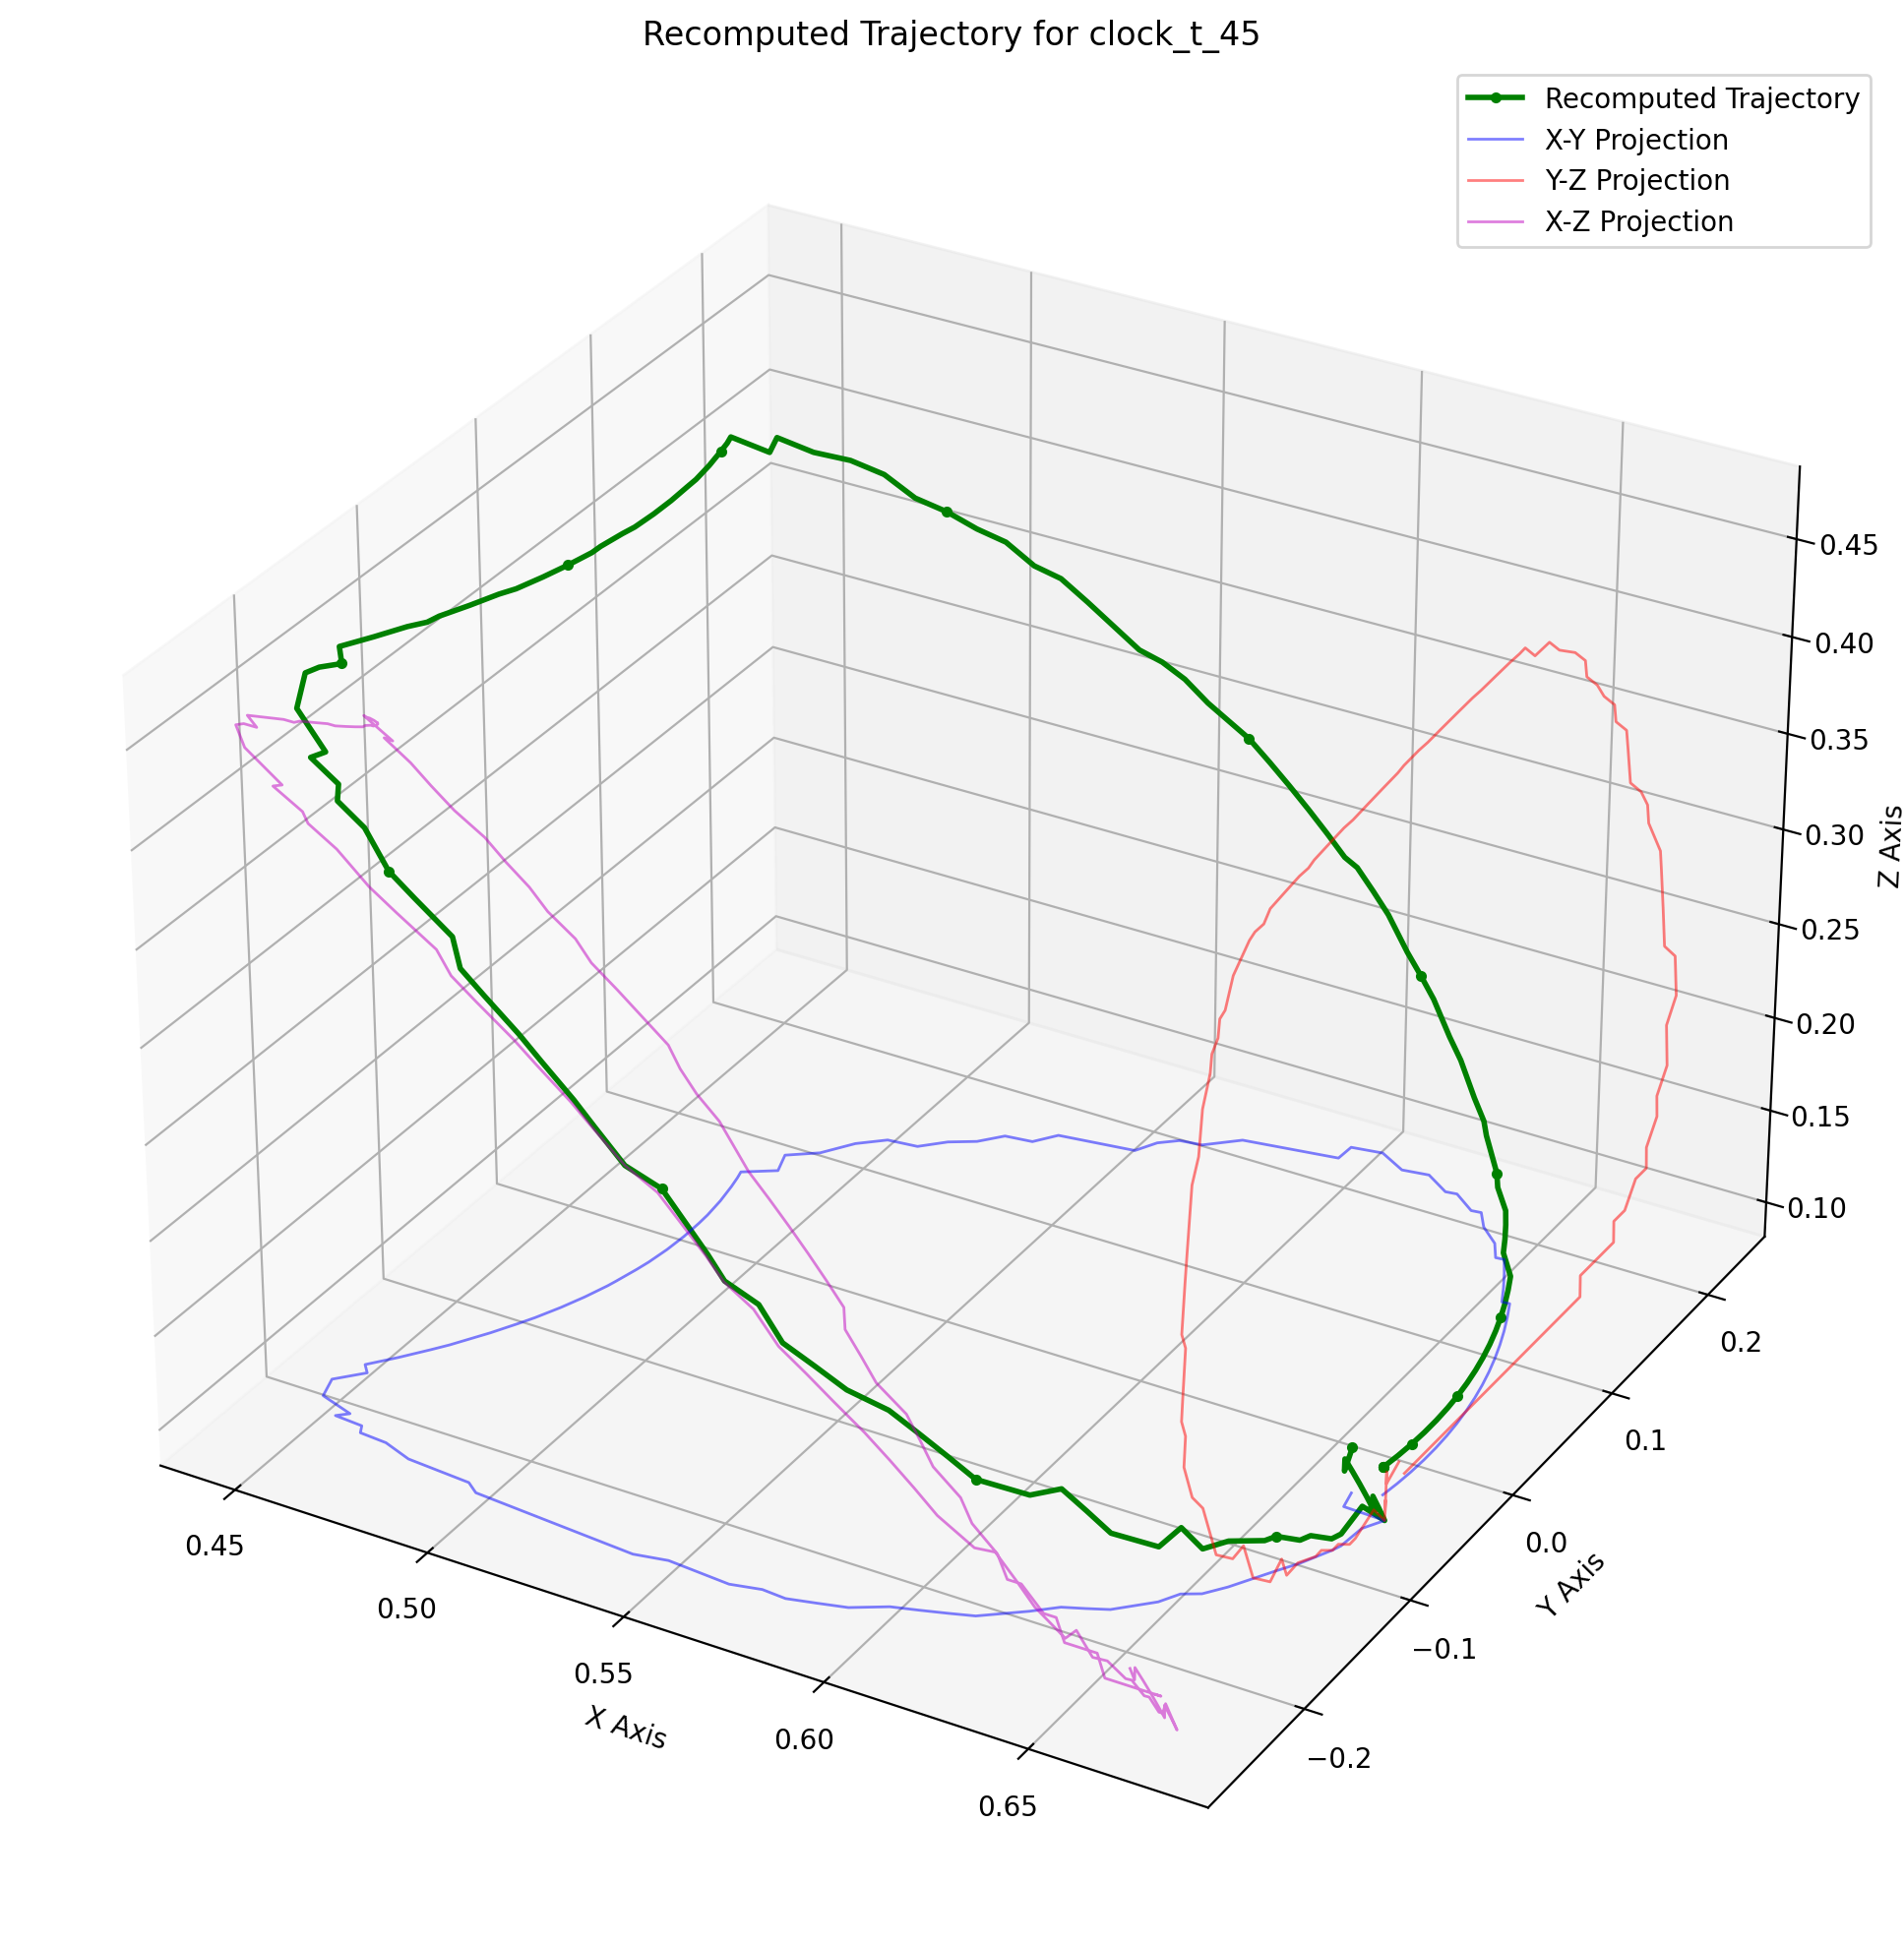 Recomputed Trajectory for clock_t_45
Recomputed Trajectory
X-Y Projection
Y-Z Projection
X-Z Projection
0.45
0.40
0.35
0.30
0.25
0.20
0.15
0.10
Z Axis
0.2
0.1
0.0
−0.1
−0.2
Y Axis
0.45
0.50
0.55
0.60
0.65
X Axis